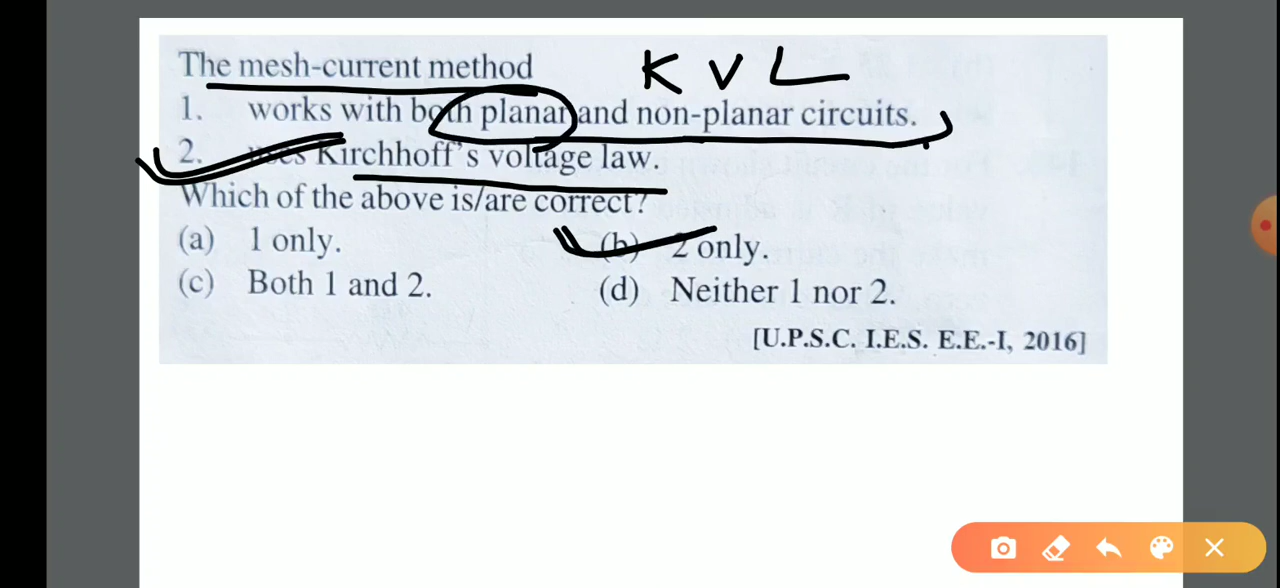 The mesh-current method KVL
1. works with both planar and non-planar circuits.
2. uses Kirchhoff's voltage law.
Which of the above is/are correct?
(a) 1 only. (b) 2 only.
(c) Both 1 and 2. (d) Neither 1 nor 2.
[U.P.S.C. I.E.S. E.E.-I, 2016]